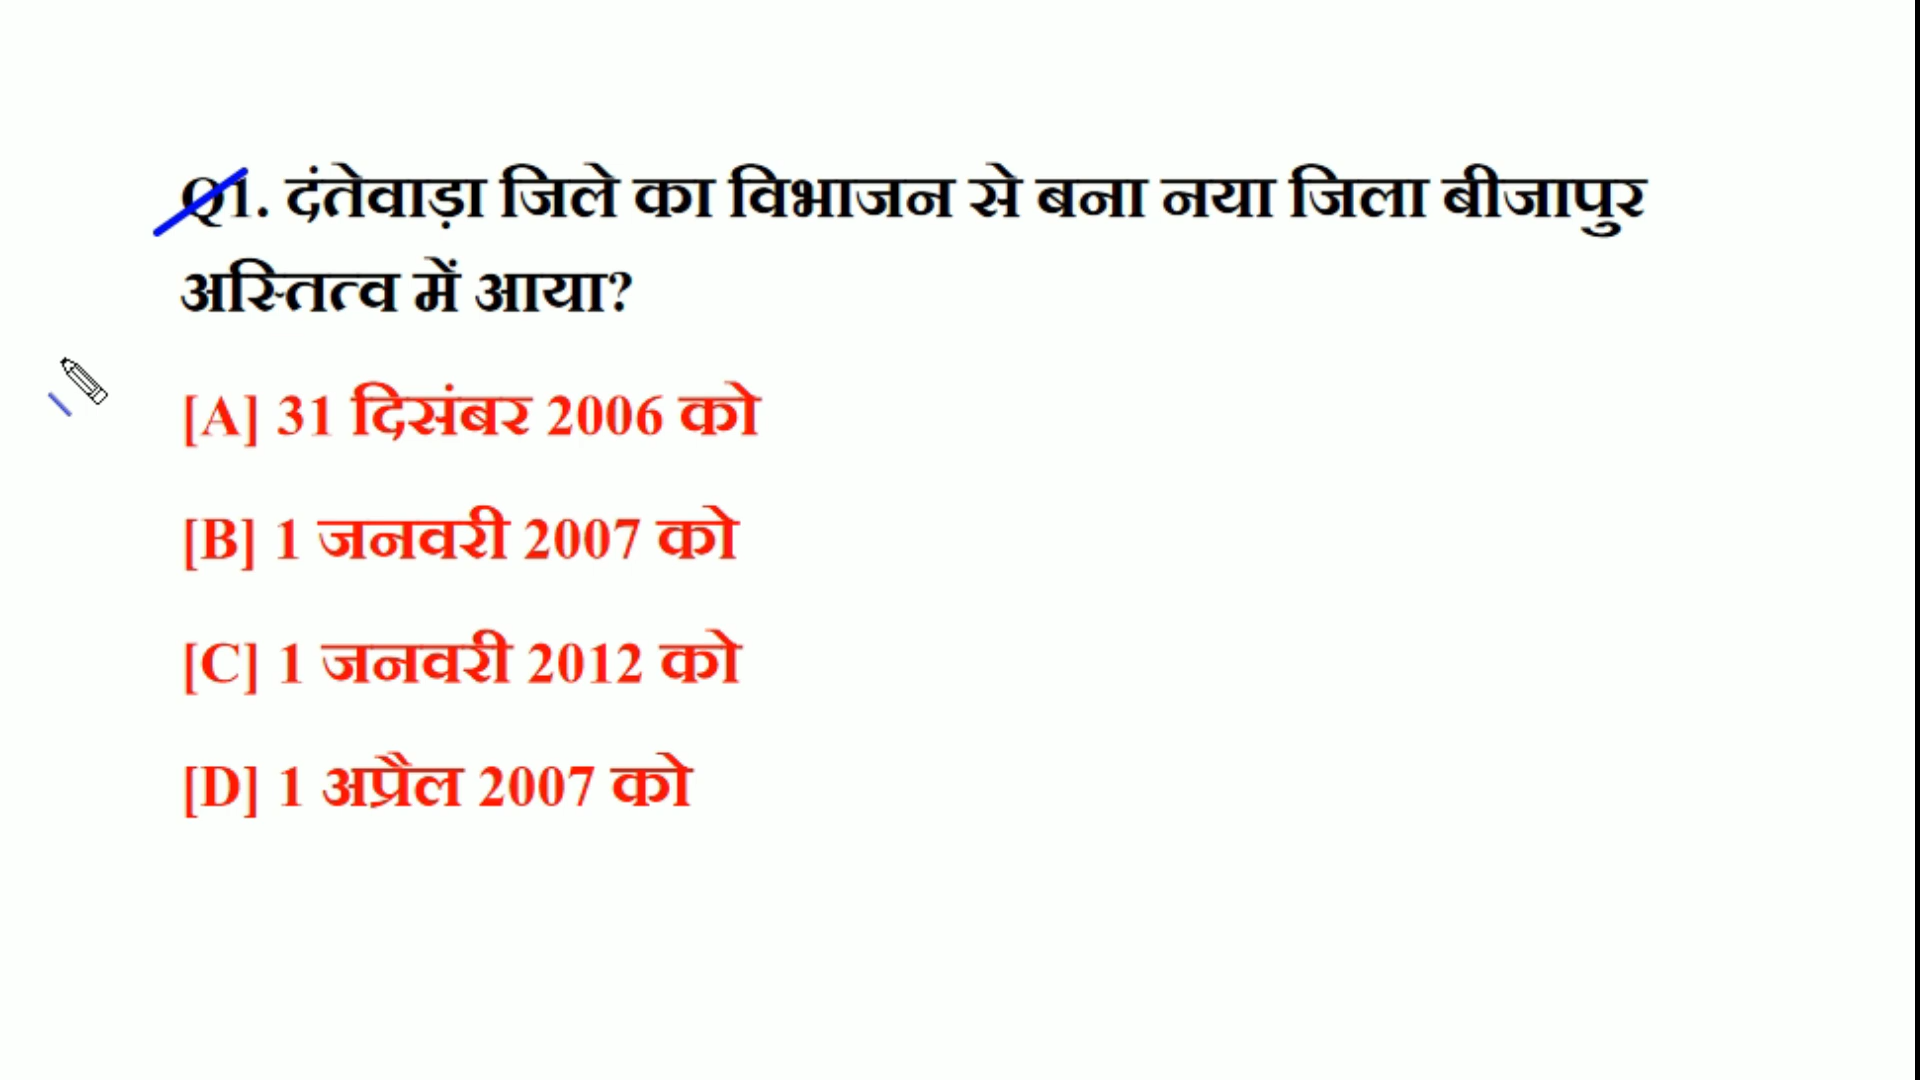 Q1. दंतेवाड़ा जिले का विभाजन से बना नया जिला बीजापुर
अस्तित्व में आया?
[A] 31 दिसंबर 2006 को
[B] 1 जनवरी 2007 को
[C] 1 जनवरी 2012 को
[D] 1 अप्रैल 2007 को